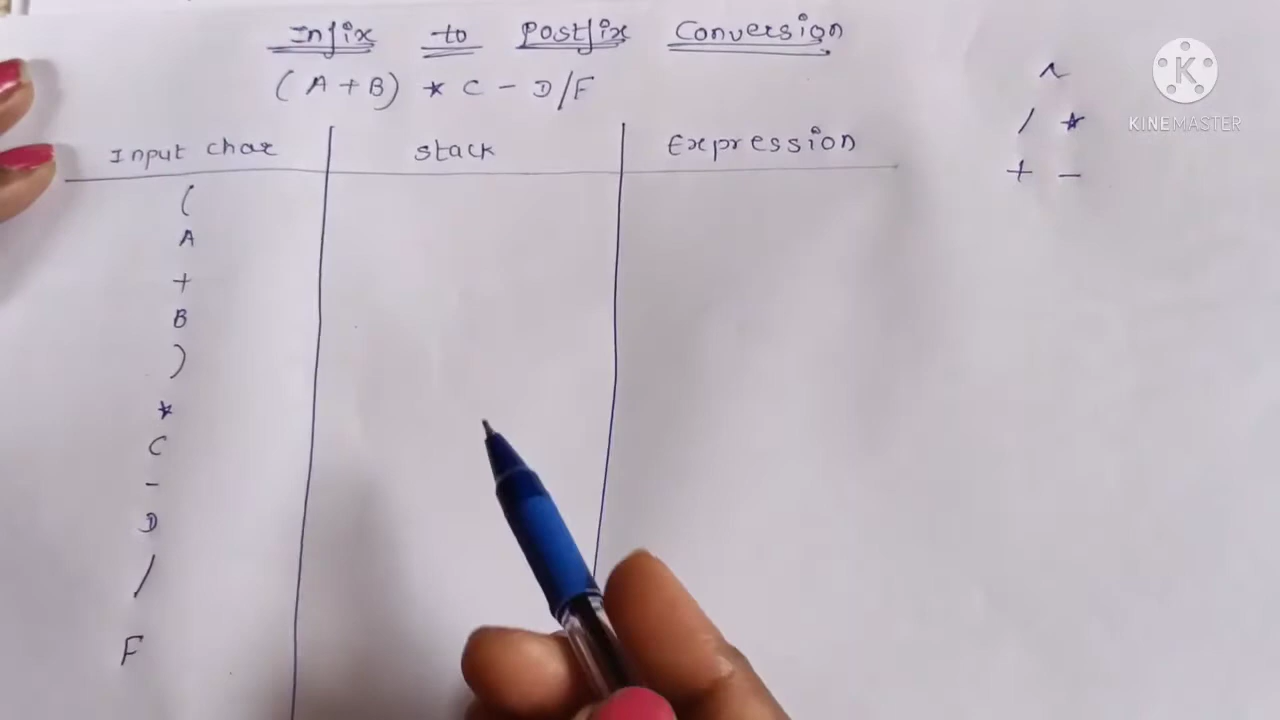 Infix to Postfix Conversion
(A+B) * C - D/F
Input char Stack Expression
(
A
+
B
)
*
C
-
D
/
F
^
/ *
+ -
K
KINEMASTER